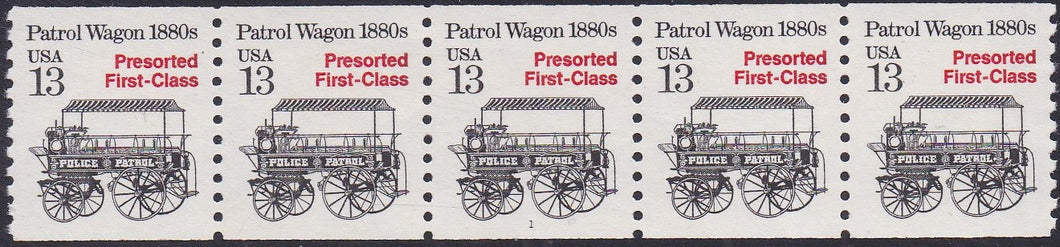 Patrol Wagon 1880s
USA
Presorted
First-Class
13
POLICE PATROL
Patrol Wagon 1880s
USA
Presorted
First-Class
13
POLICE PATROL
Patrol Wagon 1880s
USA
Presorted
First-Class
13
POLICE PATROL
1
Patrol Wagon 1880s
USA
Presorted
First-Class
13
POLICE PATROL
Patrol Wagon 1880s
USA
Presorted
First-Class
13
POLICE PATROL